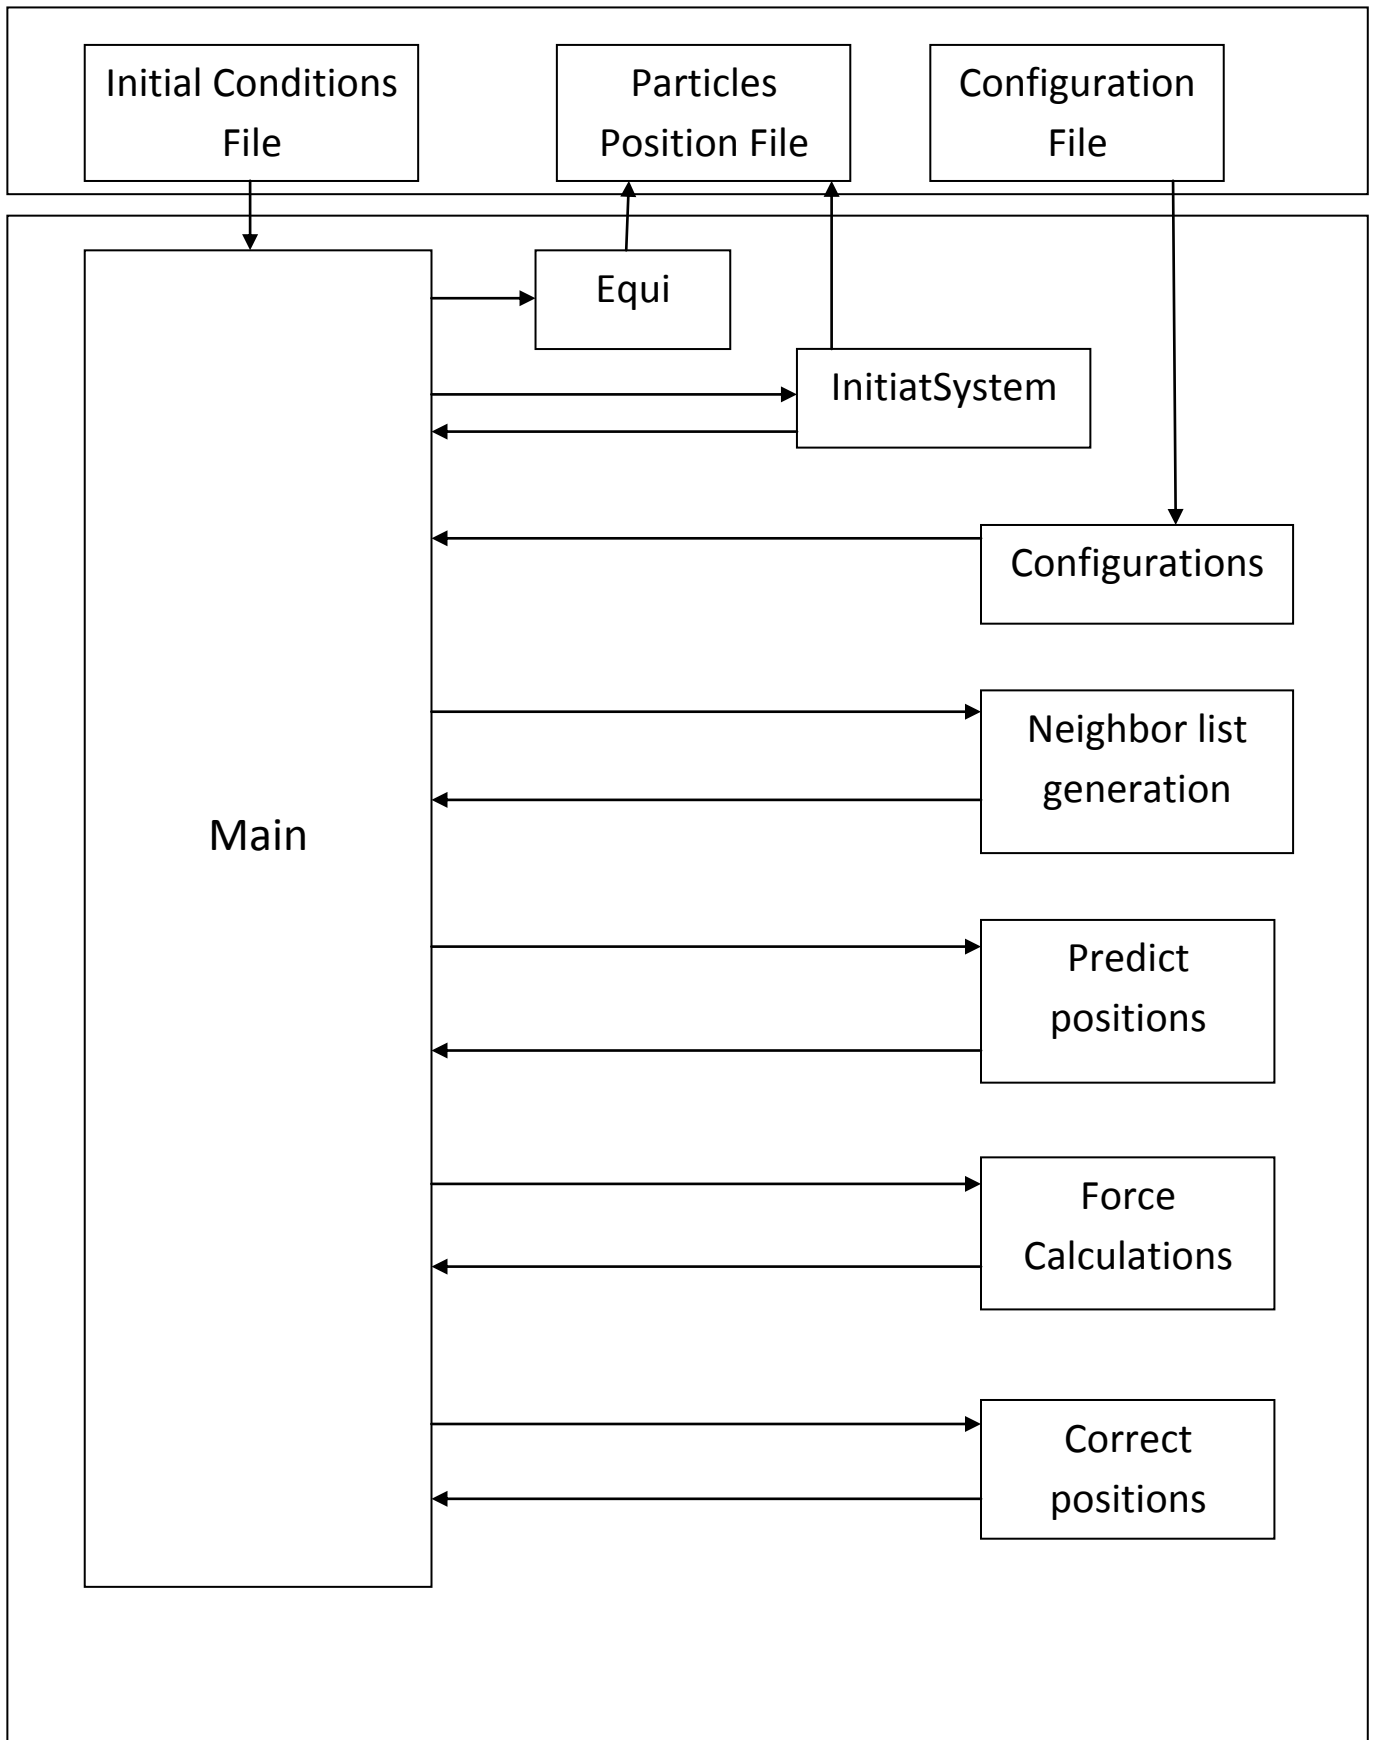 Initial Conditions
File
Particles
Position File
Configuration
File
Equi
InitiatSystem
Configurations
Neighbor list
generation
Main
Predict
positions
Force
Calculations
Correct
positions